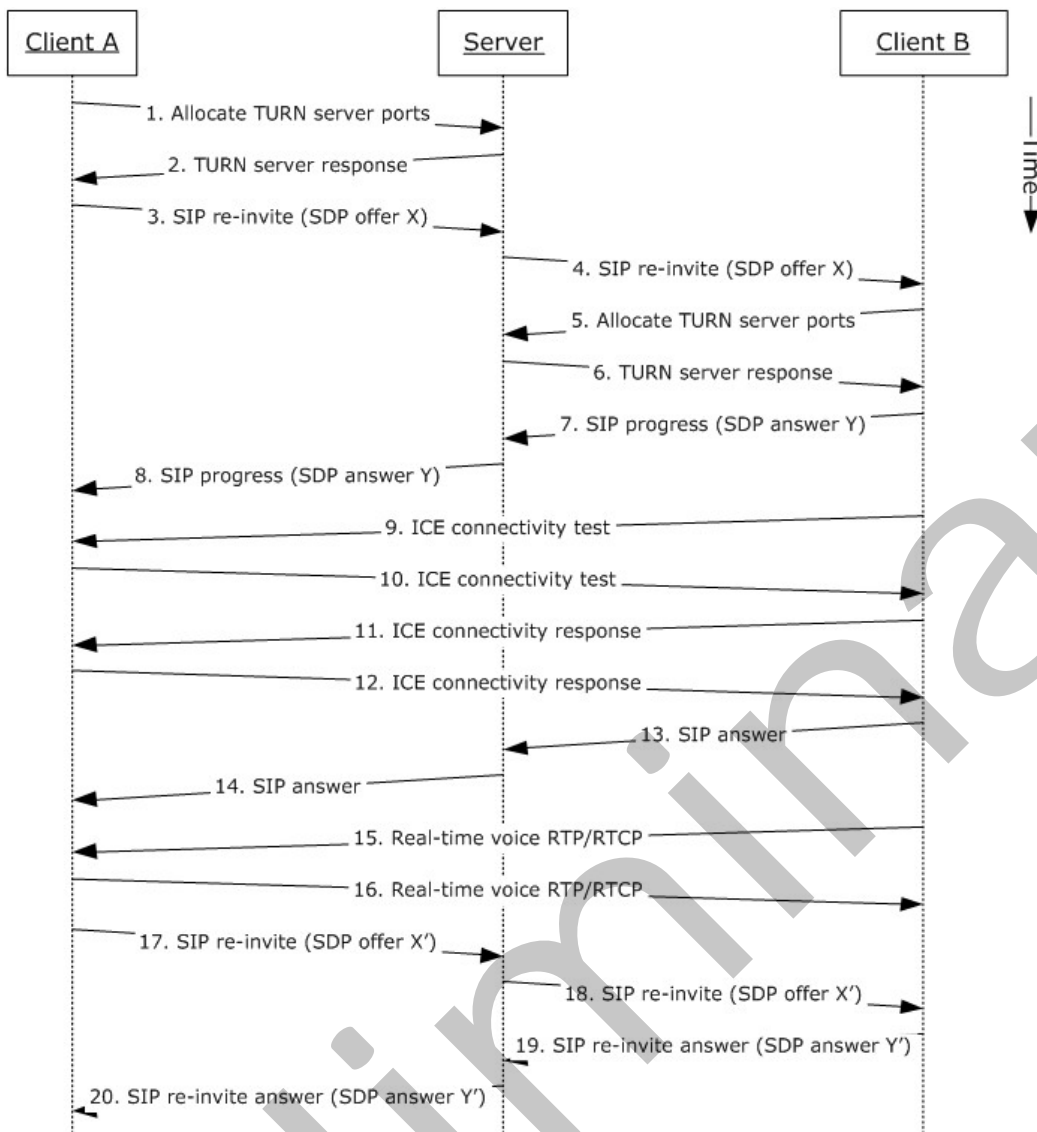 Client A
Server
Client B
Time
1. Allocate TURN server ports
2. TURN server response
3. SIP re-invite (SDP offer X)
4. SIP re-invite (SDP offer X)
5. Allocate TURN server ports
6. TURN server response
7. SIP progress (SDP answer Y)
8. SIP progress (SDP answer Y)
9. ICE connectivity test
10. ICE connectivity test
11. ICE connectivity response
12. ICE connectivity response
13. SIP answer
14. SIP answer
15. Real-time voice RTP/RTCP
16. Real-time voice RTP/RTCP
17. SIP re-invite (SDP offer X′)
18. SIP re-invite (SDP offer X′)
19. SIP re-invite answer (SDP answer Y′)
20. SIP re-invite answer (SDP answer Y′)